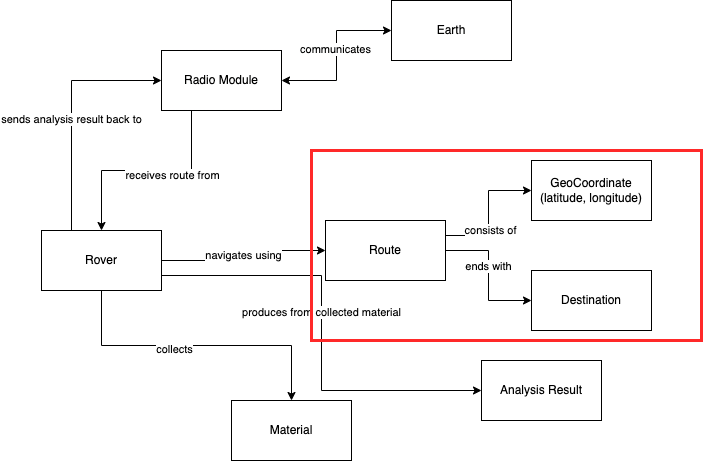 Earth
communicates
Radio Module
sends analysis result back to
receives route from
GeoCoordinate
(latitude, longitude)
consists of
Rover
navigates using
Route
ends with
Destination
produces from collected material
collects
Analysis Result
Material